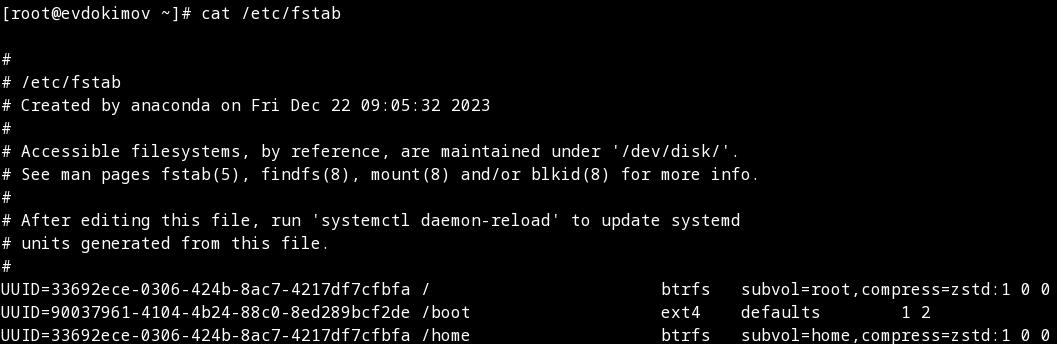 [root@evdokimov ~]# cat /etc/fstab
#
# /etc/fstab
# Created by anaconda on Fri Dec 22 09:05:32 2023
#
# Accessible filesystems, by reference, are maintained under '/dev/disk/'.
# See man pages fstab(5), findfs(8), mount(8) and/or blkid(8) for more info.
#
# After editing this file, run 'systemctl daemon-reload' to update systemd
# units generated from this file.
#
UUID=33692ece-0306-424b-8ac7-4217df7cfbfa /                       btrfs   subvol=root,compress=zstd:1 0 0
UUID=90037961-4104-4b24-88c0-8ed289bcf2de /boot                   ext4    defaults        1 2
UUID=33692ece-0306-424b-8ac7-4217df7cfbfa /home                   btrfs   subvol=home,compress=zstd:1 0 0